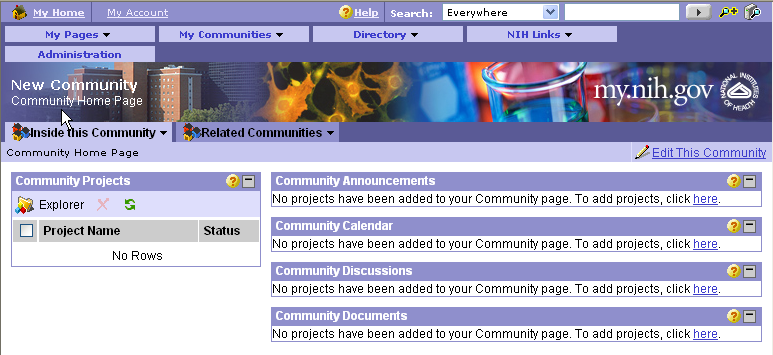 My Home My Account Help Search: Everywhere
My Pages My Communities Directory NIH Links
Administration
New Community
Community Home Page
my.nih.gov
NATIONAL INSTITUTES OF HEALTH
Inside this Community Related Communities
Community Home Page Edit This Community
Community Projects
Explorer
Project Name Status
No Rows
Community Announcements
No projects have been added to your Community page. To add projects, click here.
Community Calendar
No projects have been added to your Community page. To add projects, click here.
Community Discussions
No projects have been added to your Community page. To add projects, click here.
Community Documents
No projects have been added to your Community page. To add projects, click here.